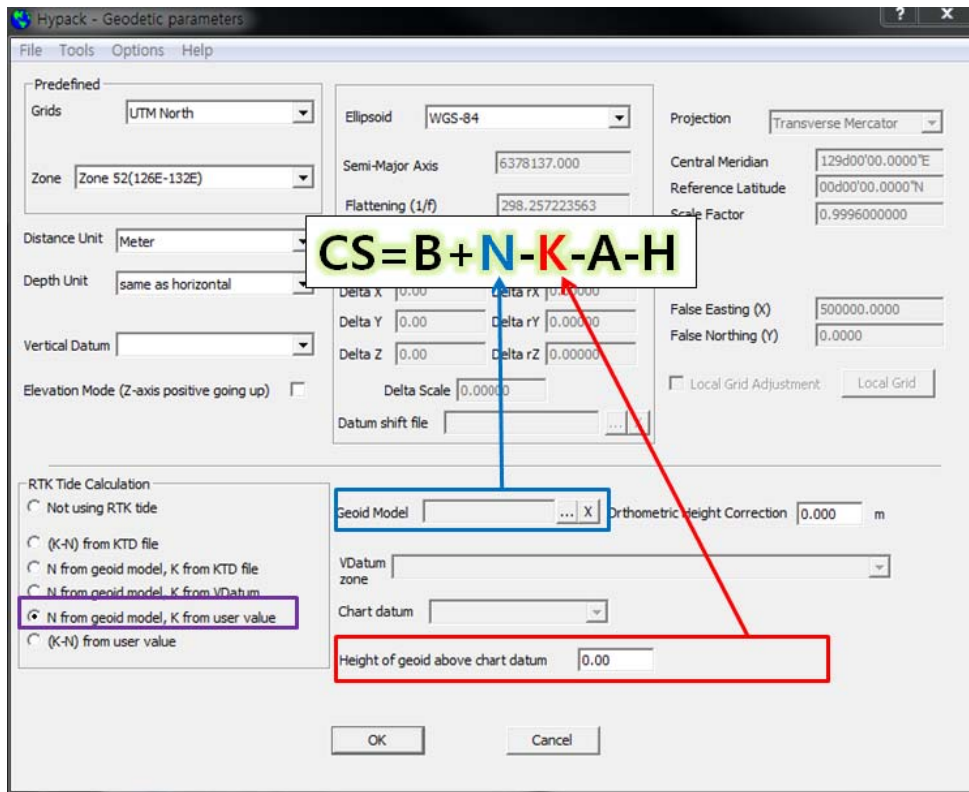 Hypack - Geodetic parameters
? X
File Tools Options Help
Predefined
Grids UTM North
Zone Zone 52(126E-132E)
Distance Unit Meter
Depth Unit same as horizontal
Vertical Datum
Elevation Mode (Z-axis positive going up)
Ellipsoid WGS-84
Semi-Major Axis 6378137.000
Flattening (1/f) 298.257223563
CS=B+N-K-A-H
Delta X 0.00 Delta rX 0.00000
Delta Y 0.00 Delta rY 0.00000
Delta Z 0.00 Delta rZ 0.00000
Delta Scale 0.00000
Datum shift file ...
Projection Transverse Mercator
Central Meridian 129d00'00.0000"E
Reference Latitude 00d00'00.0000"N
Scale Factor 0.9996000000
False Easting (X) 500000.0000
False Northing (Y) 0.0000
Local Grid Adjustment Local Grid
RTK Tide Calculation
Not using RTK tide
(K-N) from KTD file
N from geoid model, K from KTD file
N from geoid model, K from VDatum
N from geoid model, K from user value
(K-N) from user value
Geoid Model ... X Orthometric Height Correction 0.000 m
VDatum zone
Chart datum
Height of geoid above chart datum 0.00
OK Cancel